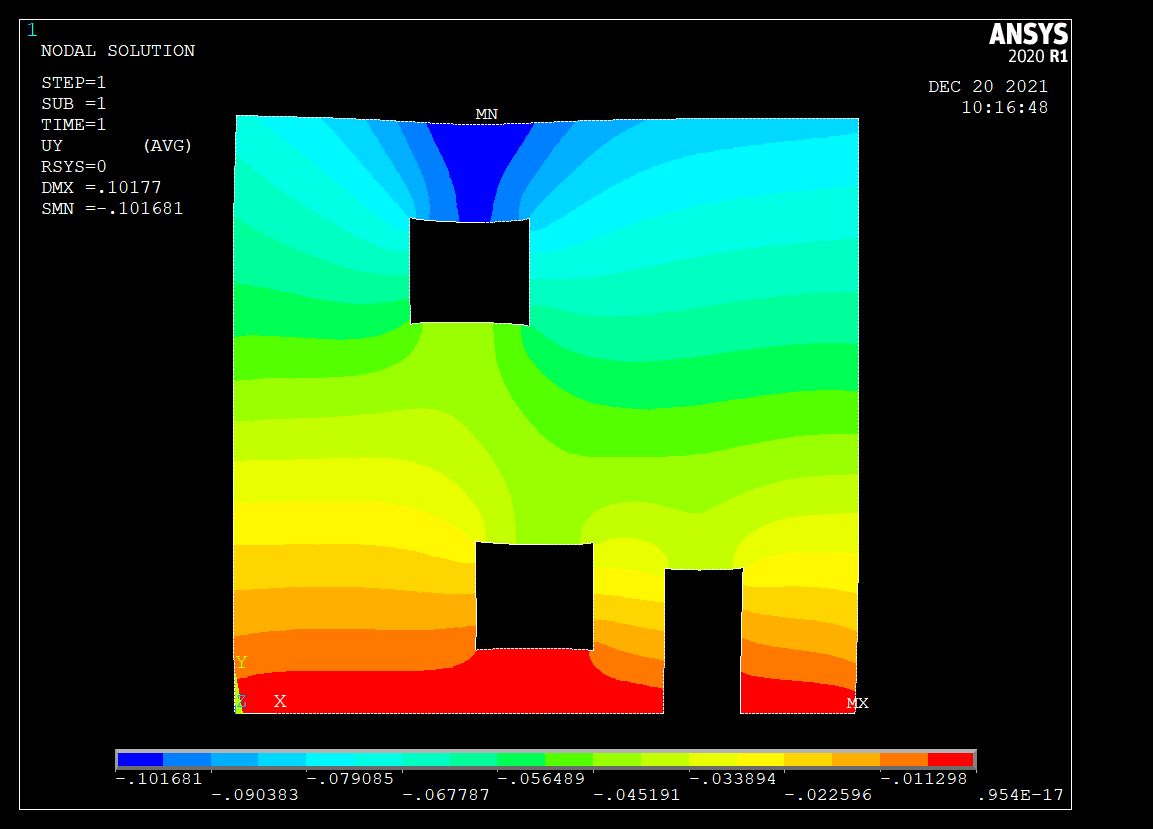 1
ANSYS
2020 R1
NODAL SOLUTION
STEP=1
SUB =1
TIME=1
UY (AVG)
RSYS=0
DMX =.10177
SMN =-.101681
DEC 20 2021
10:16:48
MN
Y
Z X
MX
-.101681 -.079085 -.056489 -.033894 -.011298
-.090383 -.067787 -.045191 -.022596 .954E-17